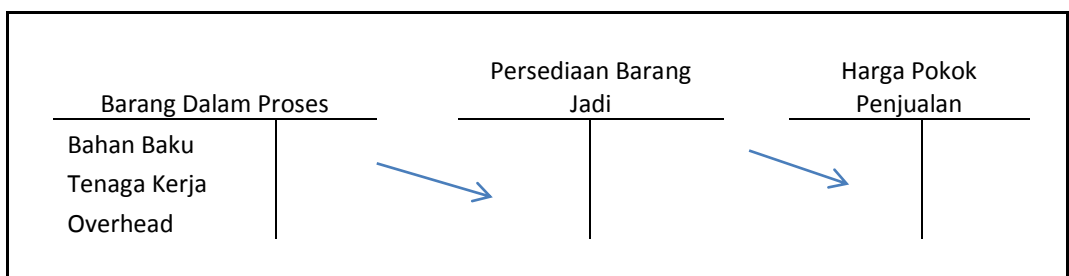 Barang Dalam Proses
Bahan Baku
Tenaga Kerja
Overhead
Persediaan Barang
Jadi
Harga Pokok
Penjualan